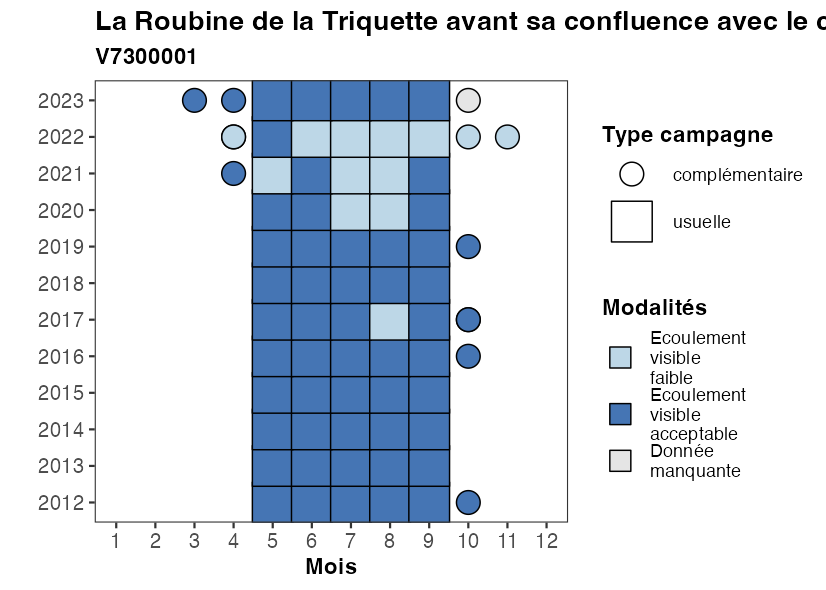 La Roubine de la Triquette avant sa confluence avec le
V7300001
2023
2022
2021
2020
2019
2018
2017
2016
2015
2014
2013
2012
1 2 3 4 5 6 7 8 9 10 11 12
Mois
Type campagne
complémentaire
usuelle
Modalités
Ecoulement
visible
faible
Ecoulement
visible
acceptable
Donnée
manquante